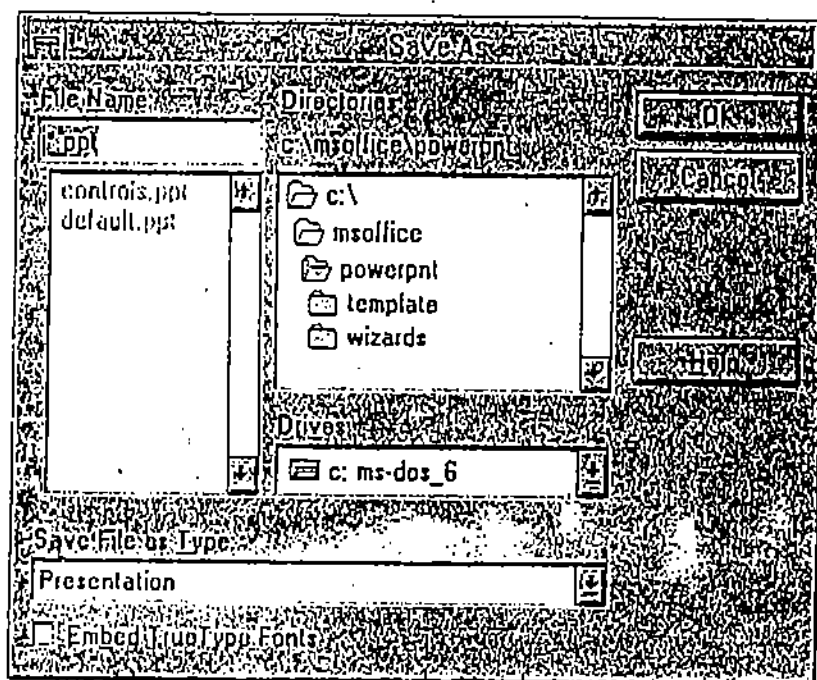 Save As
File Name
Directories
OK
*.ppt
c:\msoffice\powerpnt
Cancel
controls.ppt
default.ppt
c:\
msoffice
powerpnt
template
wizards
Help
Drives
c: ms-dos_6
Save File as Type
Presentation
Embed TrueType Fonts